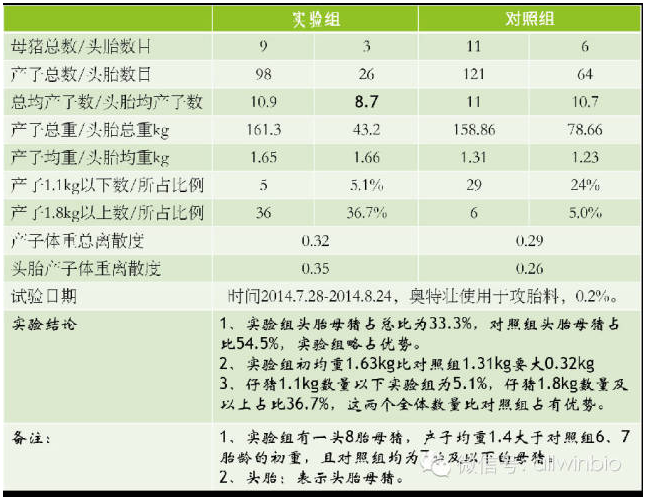 实验组 对照组
母猪总数/头胎数目 9 3 11 6
产子总数/头胎数目 98 26 121 64
总均产子数/头胎均产子数 10.9 8.7 11 10.7
产子总重/头胎总重kg 161.3 43.2 158.86 78.66
产子均重/头胎均重kg 1.65 1.66 1.31 1.23
产子1.1kg以下数/所占比例 5 5.1% 29 24%
产子1.8kg以上数/所占比例 36 36.7% 6 5.0%
产子体重总离散度 0.32 0.29
头胎产子体重离散度 0.35 0.26
试验日期 时间2014.7.28-2014.8.24，奥特壮使用于攻胎料，0.2%。
实验结论 1、实验组头胎母猪占总比为33.3%，对照组头胎母猪占
比54.5%，实验组略占优势。
2、实验组初均重1.63kg比对照组1.31kg要大0.32kg
3、仔猪1.1kg数量以下实验组为5.1%，仔猪1.8kg数量及
以上占比36.7%，这两个全体数量比对照组占有优势。
备注： 1、实验组有一头8胎母猪，产子均重1.4大于对照组6、7
胎龄的初重，且对照组均为7胎及以下的母猪。
2、头胎：表示头胎母猪。
微信号: allwinbio